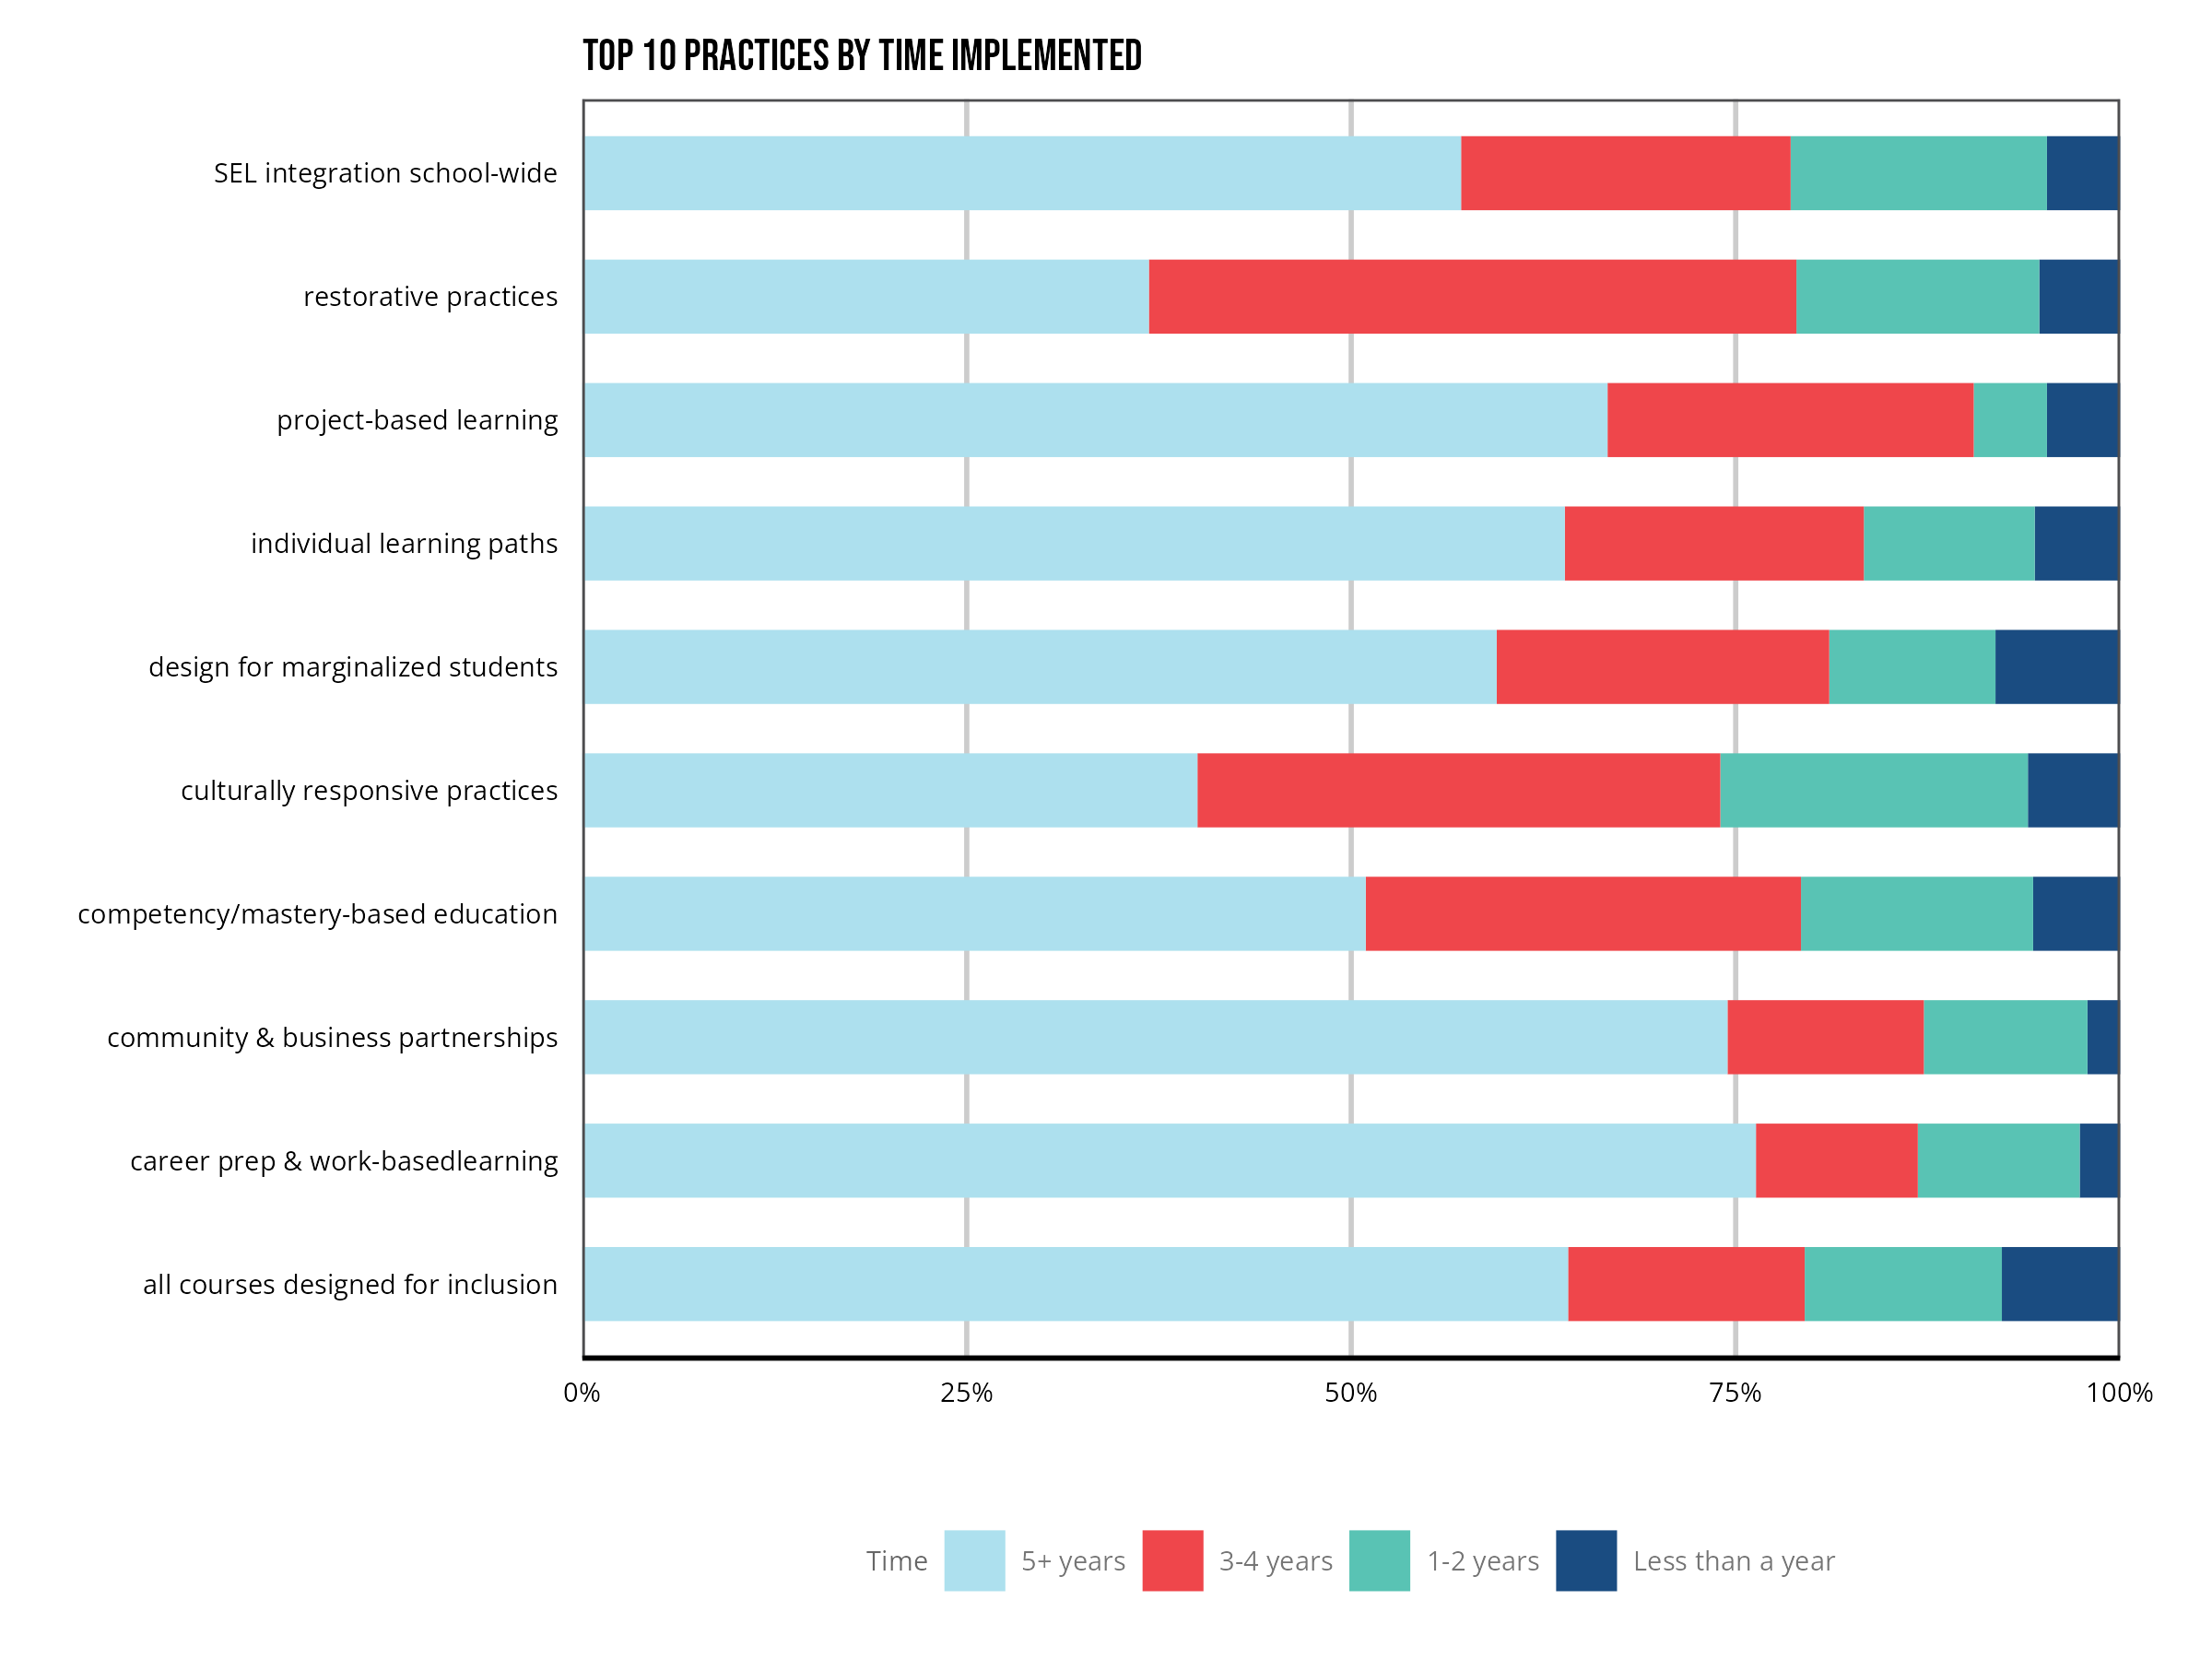 TOP 10 PRACTICES BY TIME IMPLEMENTED
SEL integration school-wide
restorative practices
project-based learning
individual learning paths
design for marginalized students
culturally responsive practices
competency/mastery-based education
community & business partnerships
career prep & work-basedlearning
all courses designed for inclusion
0% 25% 50% 75% 100%
Time 5+ years 3-4 years 1-2 years Less than a year